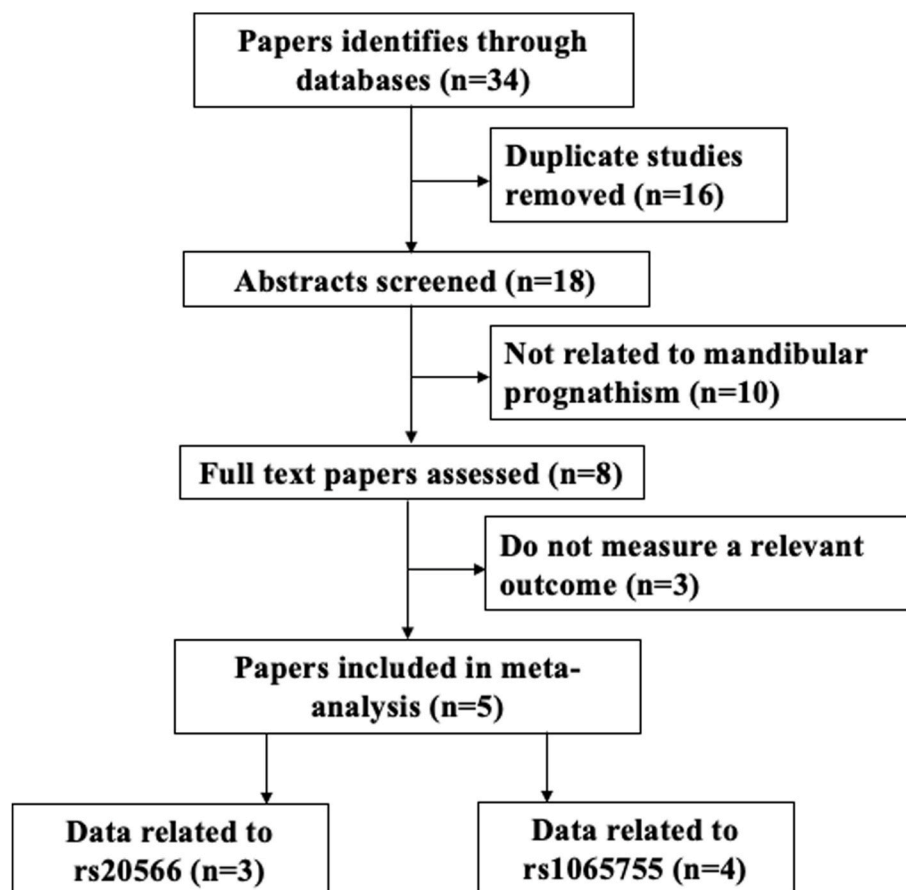 Papers identifies through
databases (n=34)
Duplicate studies
removed (n=16)
Abstracts screened (n=18)
Not related to mandibular
prognathism (n=10)
Full text papers assessed (n=8)
Do not measure a relevant
outcome (n=3)
Papers included in meta-
analysis (n=5)
Data related to
rs20566 (n=3)
Data related to
rs1065755 (n=4)